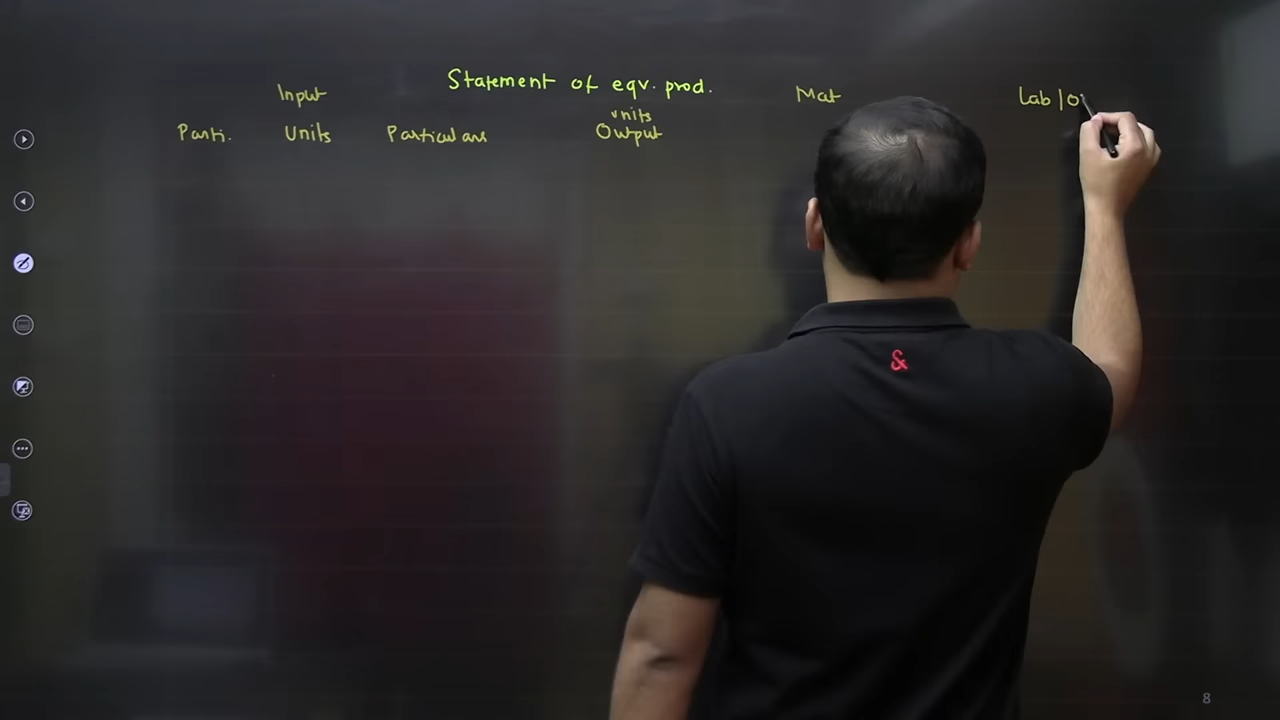 Statement of eqv. prod.
Input Mat Lab|o
Parti. Units Particulars units Output
&
8